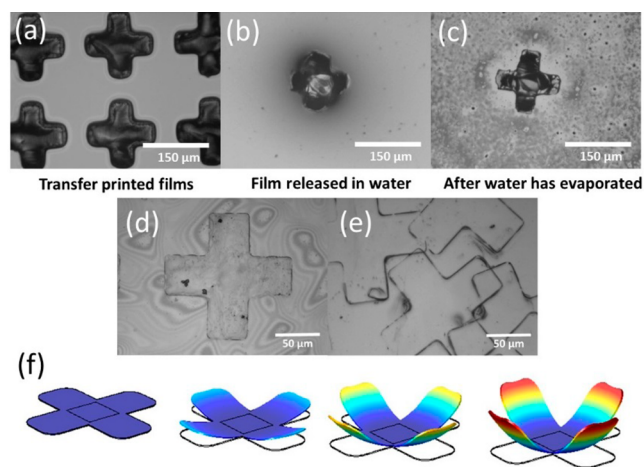 (a)
(b)
(c)
150 µm
150 µm
150 µm
Transfer printed films
Film released in water
After water has evaporated
(d)
(e)
50 µm
50 µm
(f)